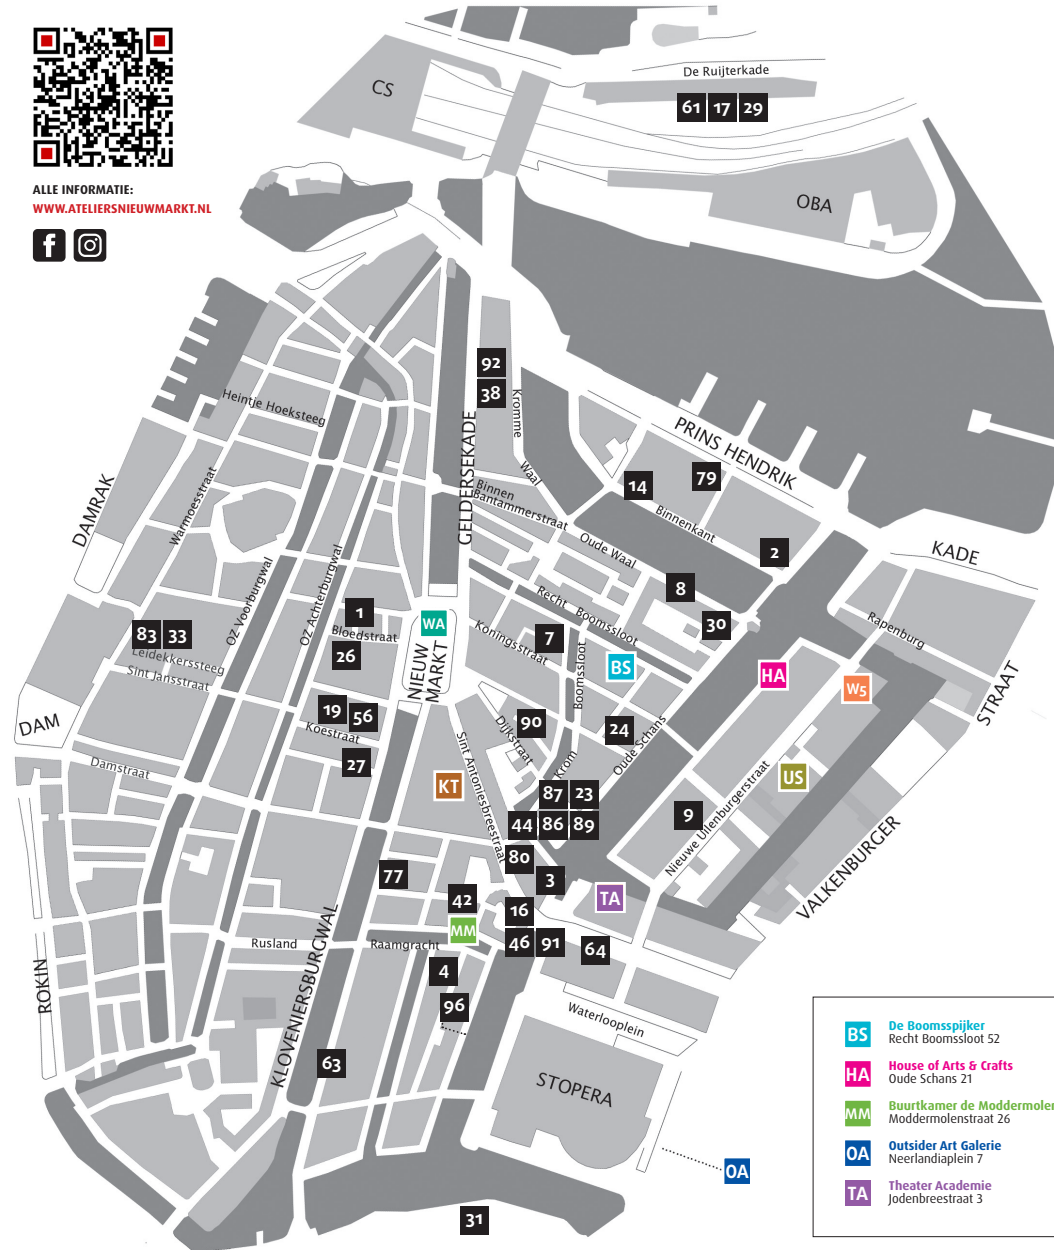 ALLE INFORMATIE:
WWW.ATELIERSNIEUWMARKT.NL
f
CS
De Ruijterkade
61 17 29
OBA
92
38
Kromme
Waal
Heintje Hoeksteeg
GELDERSEKADE
PRINS HENDRIK
KADE
79
14
Binnenkant
2
Binnen
Bantammerstraat
Oude Waal
DAMRAK
Warmoesstraat
OZ Voorburgwal
OZ Achterburgwal
8
30
Recht Boomssloot
Rapenburg
1
Bloedstraat
26
WA
NIEUW
MARKT
Koningsstraat
7
Boomssloot
BS
HA
W5
STRAAT
83 33
Leidekkerssteeg
Sint Jansstraat
DAM
19 56
Koestraat
27
Damstraat
90
Dijkstraat
24
Oude Schans
Krom
Sint Antoniesbreestraat
KT
US
87 23
44 86 89
9
Nieuwe Uilenburgerstraat
VALKENBURGER
80
3
77
42
16
TA
MM
46 91
64
Rusland
Raamgracht
4
96
ROKIN
KLOVENIERSBURGWAL
Waterlooplein
63
STOPERA
OA
31
BS De Boomsspijker
Recht Boomssloot 52
HA House of Arts & Crafts
Oude Schans 21
MM Buurtkamer de Moddermolen
Moddermolenstraat 26
OA Outsider Art Galerie
Neerlandiaplein 7
TA Theater Academie
Jodenbreestraat 3